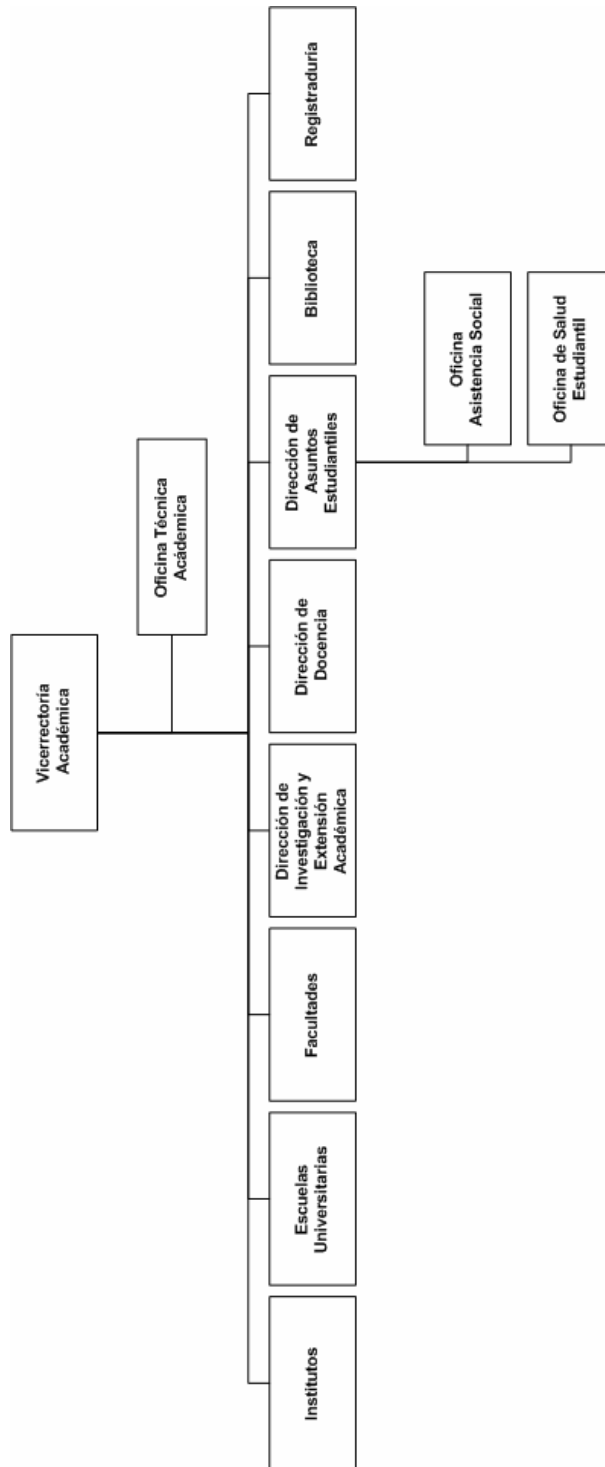 Vicerrectoría
Académica
Oficina Técnica
Acádemica
Institutos
Escuelas
Universitarias
Facultades
Dirección de
Investigación y
Extensión
Académica
Dirección de
Docencia
Dirección de
Asuntos
Estudiantiles
Biblioteca
Registraduría
Oficina
Asistencia Social
Oficina de Salud
Estudiantil